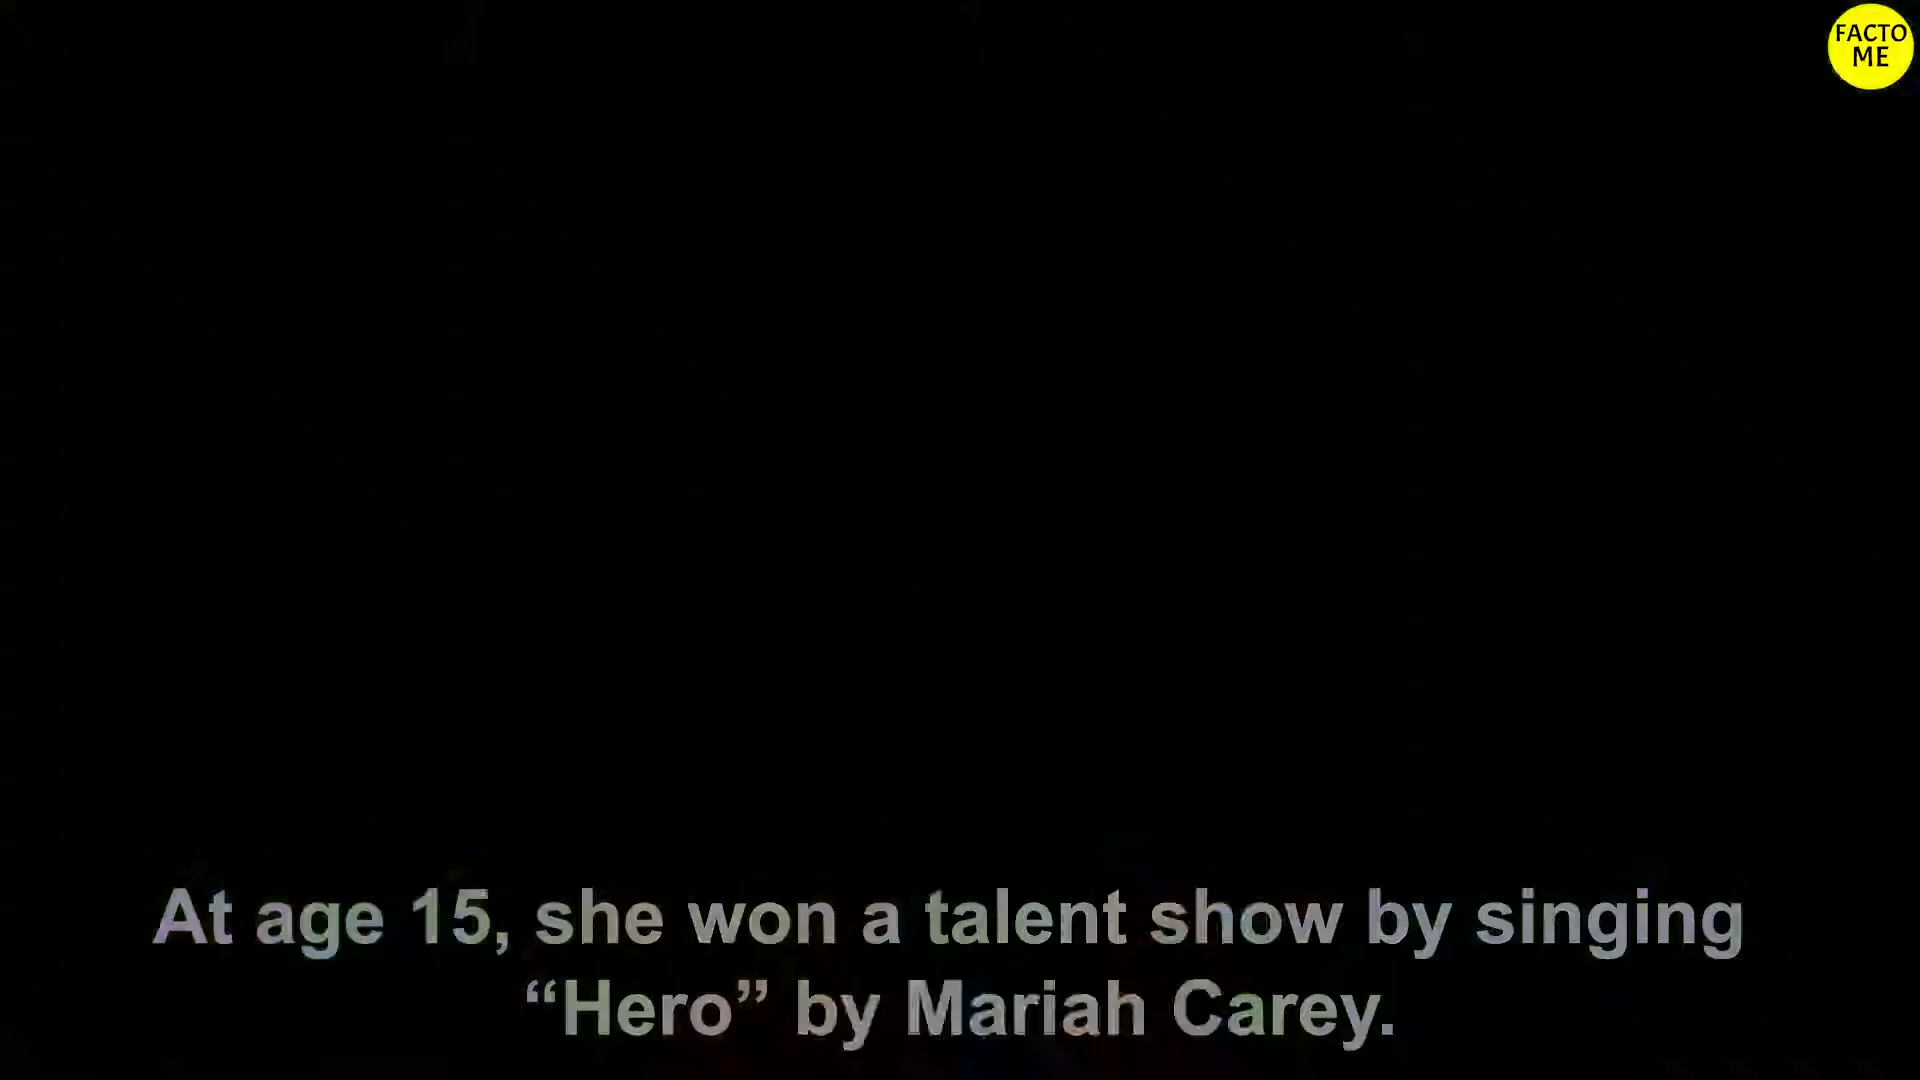 FACTO
ME
At age 15, she won a talent show by singing
“Hero” by Mariah Carey.